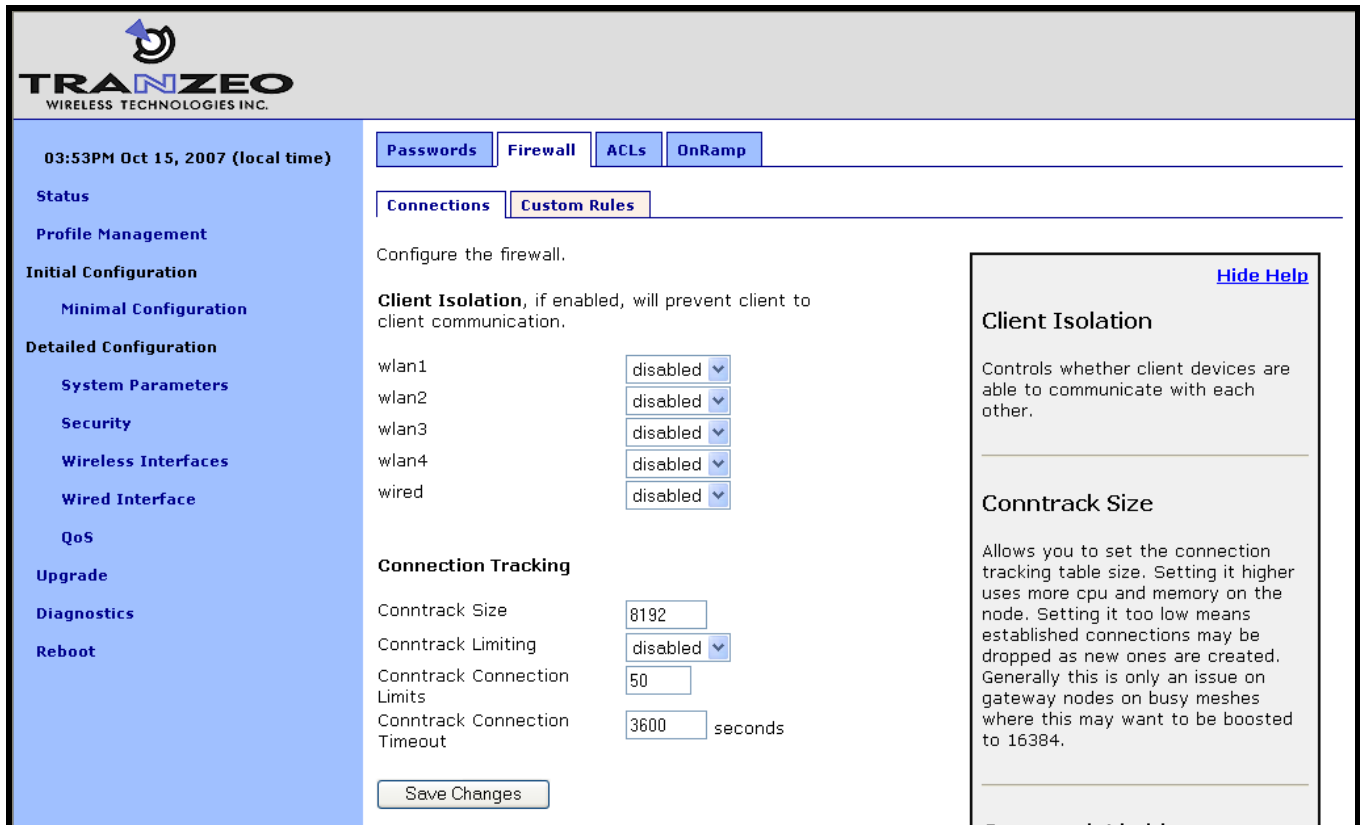 TRANZEO
WIRELESS TECHNOLOGIES INC.
03:53PM Oct 15, 2007 (local time)
Status
Profile Management
Initial Configuration
Minimal Configuration
Detailed Configuration
System Parameters
Security
Wireless Interfaces
Wired Interface
QoS
Upgrade
Diagnostics
Reboot
Passwords Firewall ACLs OnRamp
Connections Custom Rules
Configure the firewall.
Client Isolation, if enabled, will prevent client to
client communication.
wlan1 disabled
wlan2 disabled
wlan3 disabled
wlan4 disabled
wired disabled
Connection Tracking
Conntrack Size 8192
Conntrack Limiting disabled
Conntrack Connection
Limits 50
Conntrack Connection
Timeout 3600 seconds
Save Changes
Hide Help
Client Isolation
Controls whether client devices are
able to communicate with each
other.
Conntrack Size
Allows you to set the connection
tracking table size. Setting it higher
uses more cpu and memory on the
node. Setting it too low means
established connections may be
dropped as new ones are created.
Generally this is only an issue on
gateway nodes on busy meshes
where this may want to be boosted
to 16384.